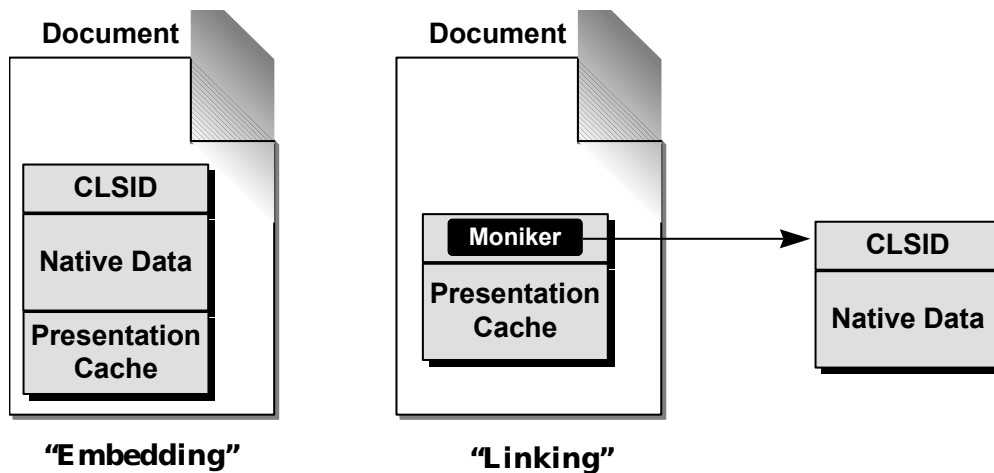 Document
CLSID
Native Data
Presentation
Cache
“Embedding”
Document
Moniker
Presentation
Cache
“Linking”
CLSID
Native Data